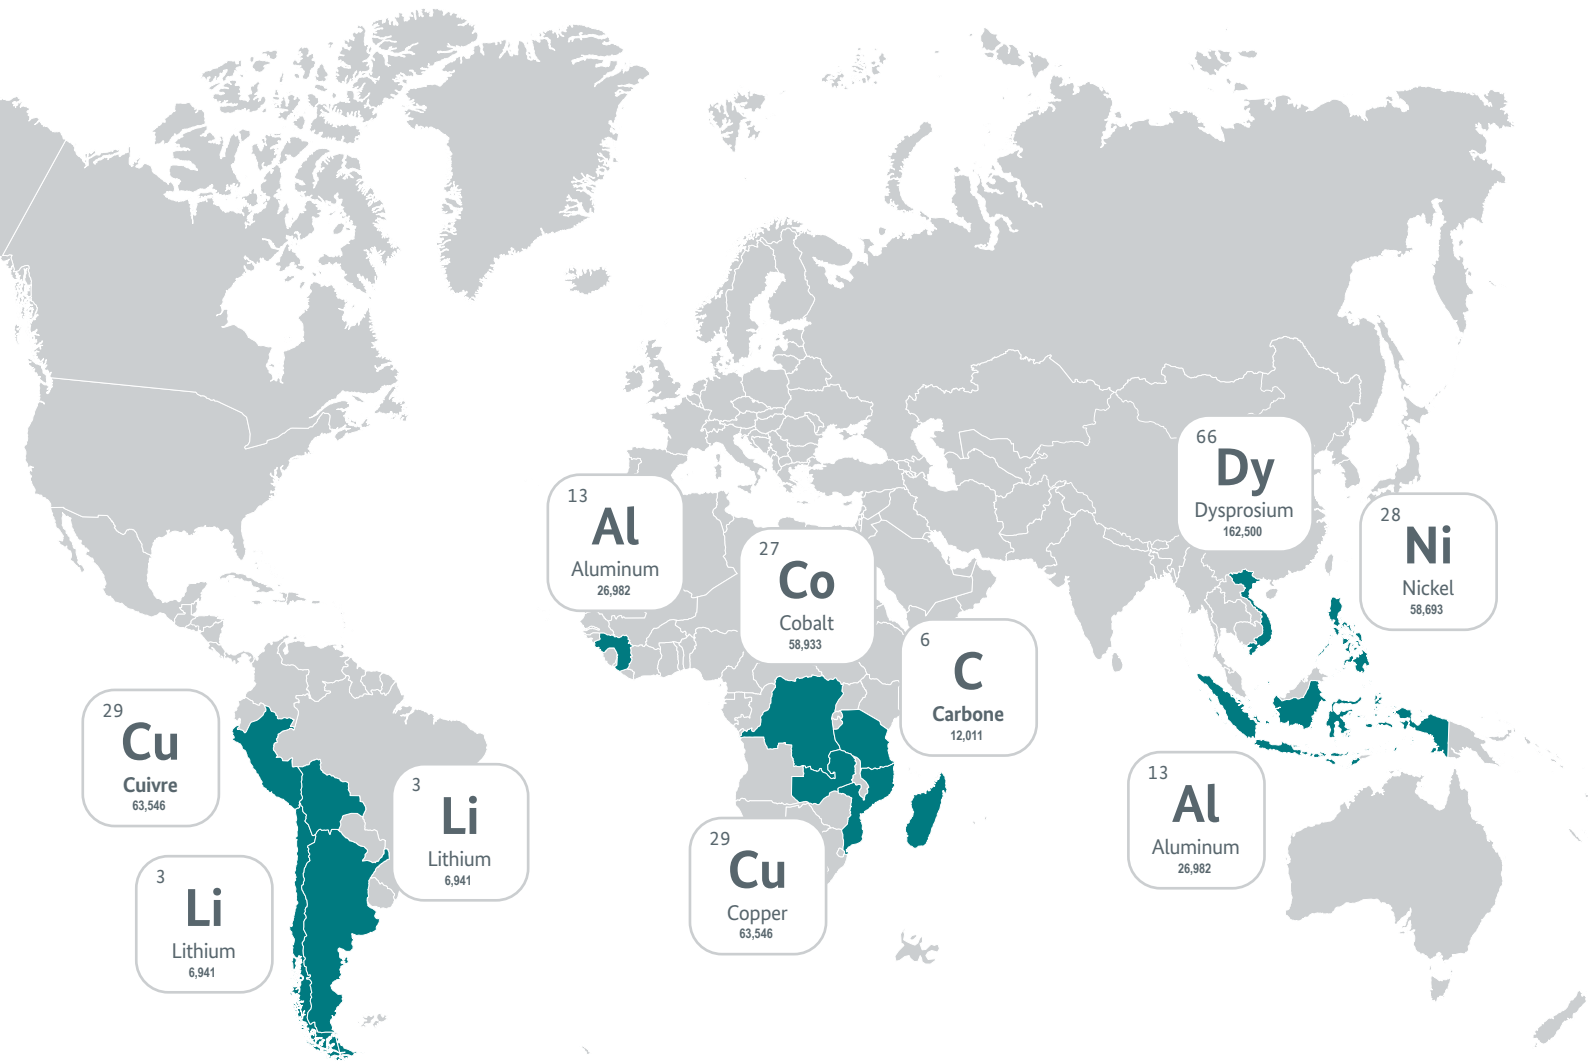 66
Dy
Dysprosium
162,500
13
Al
Aluminum
26,982
28
Ni
Nickel
58,693
27
Co
Cobalt
58,933
6
C
Carbone
12,011
29
Cu
Cuivre
63,546
3
Li
Lithium
6,941
13
Al
Aluminum
26,982
29
Cu
Copper
63,546
3
Li
Lithium
6,941